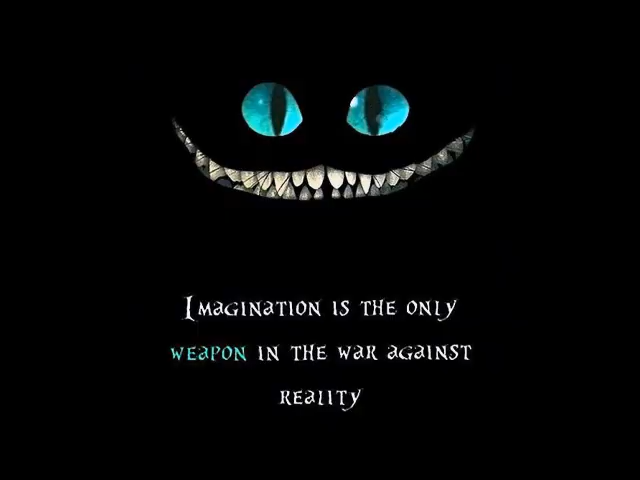 Imagination is the only
weapon in the war against
reality